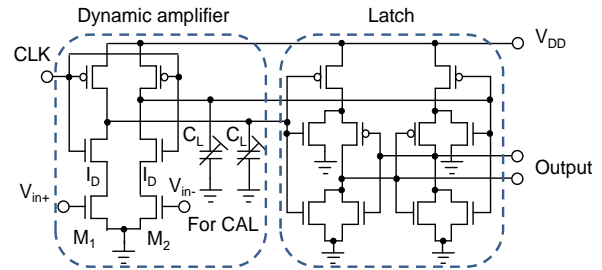 Dynamic amplifier
Latch
CLK
V_DD
C_L
C_L
I_D
I_D
V_in+
V_in-
For CAL
M_1
M_2
Output